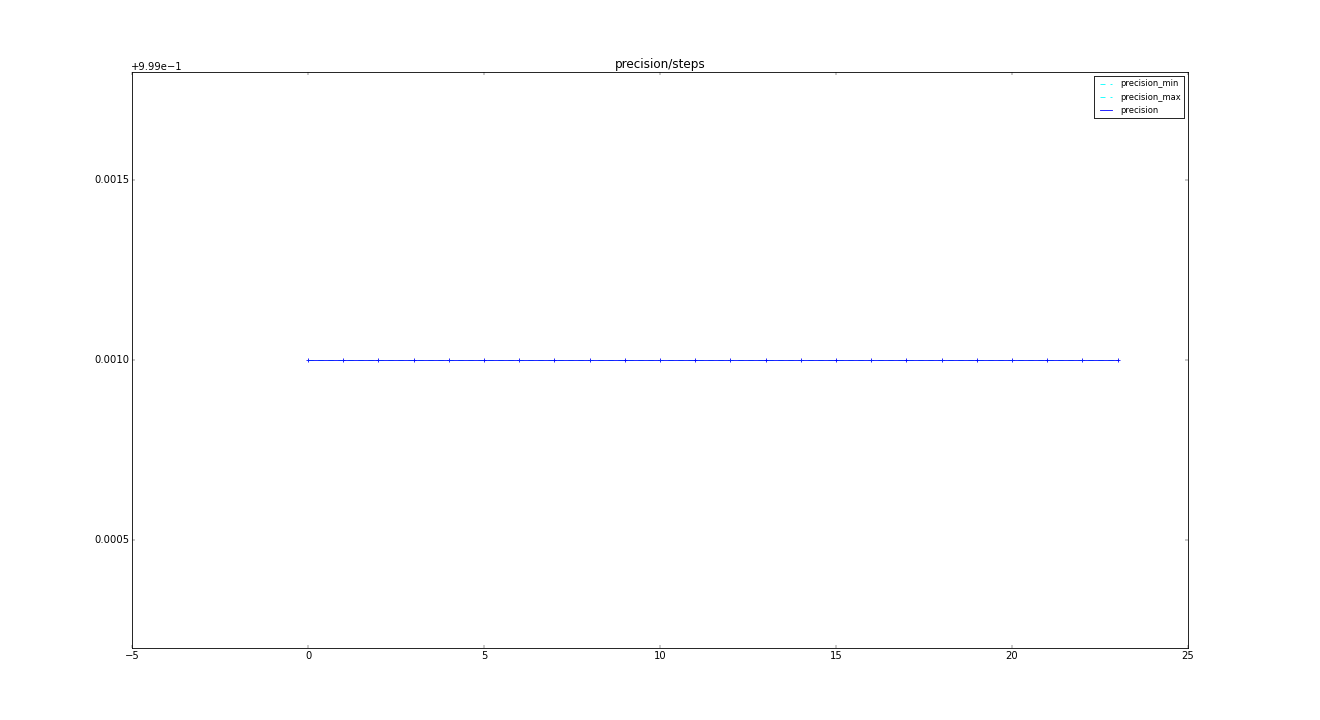 precision/steps
+9.99e−1
precision_min
precision_max
precision
0.0015
0.0010
0.0005
−5 0 5 10 15 20 25